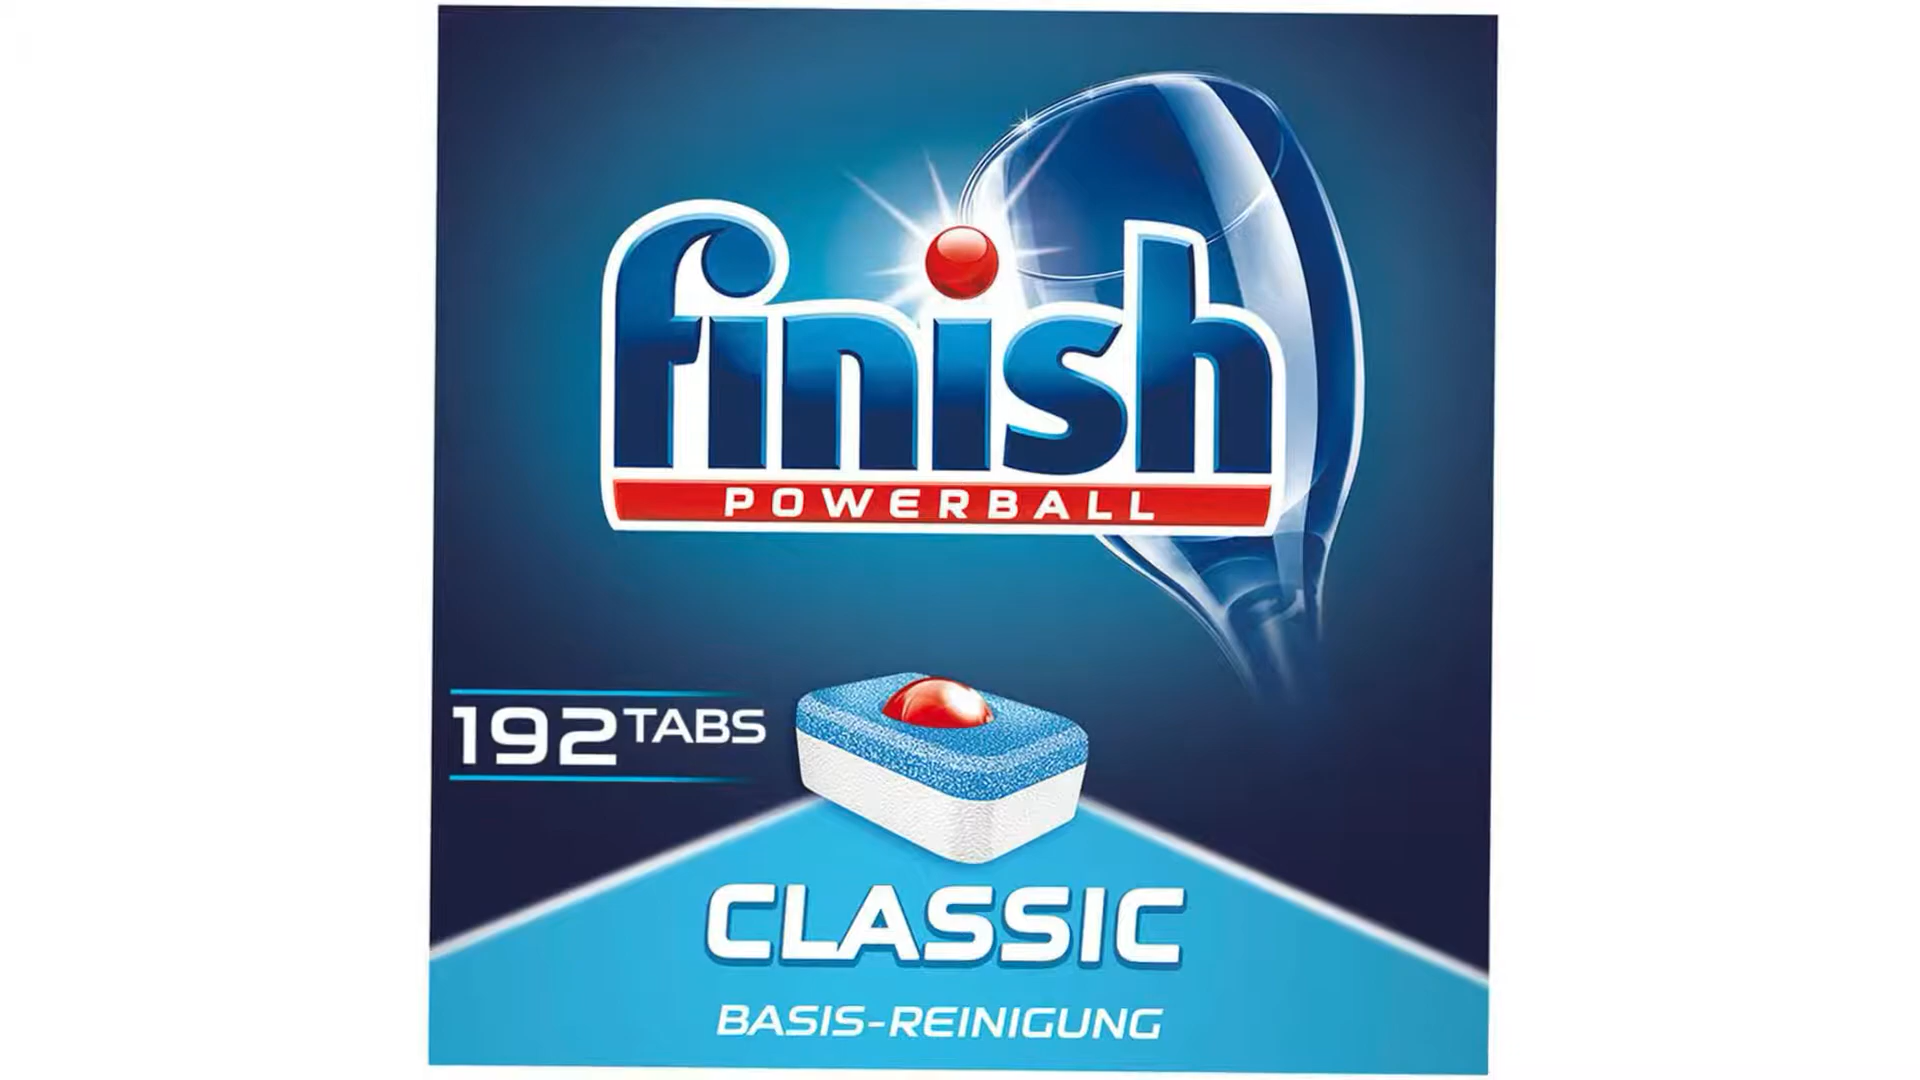 finish
POWERBALL
192 TABS
CLASSIC
BASIS-REINIGUNG